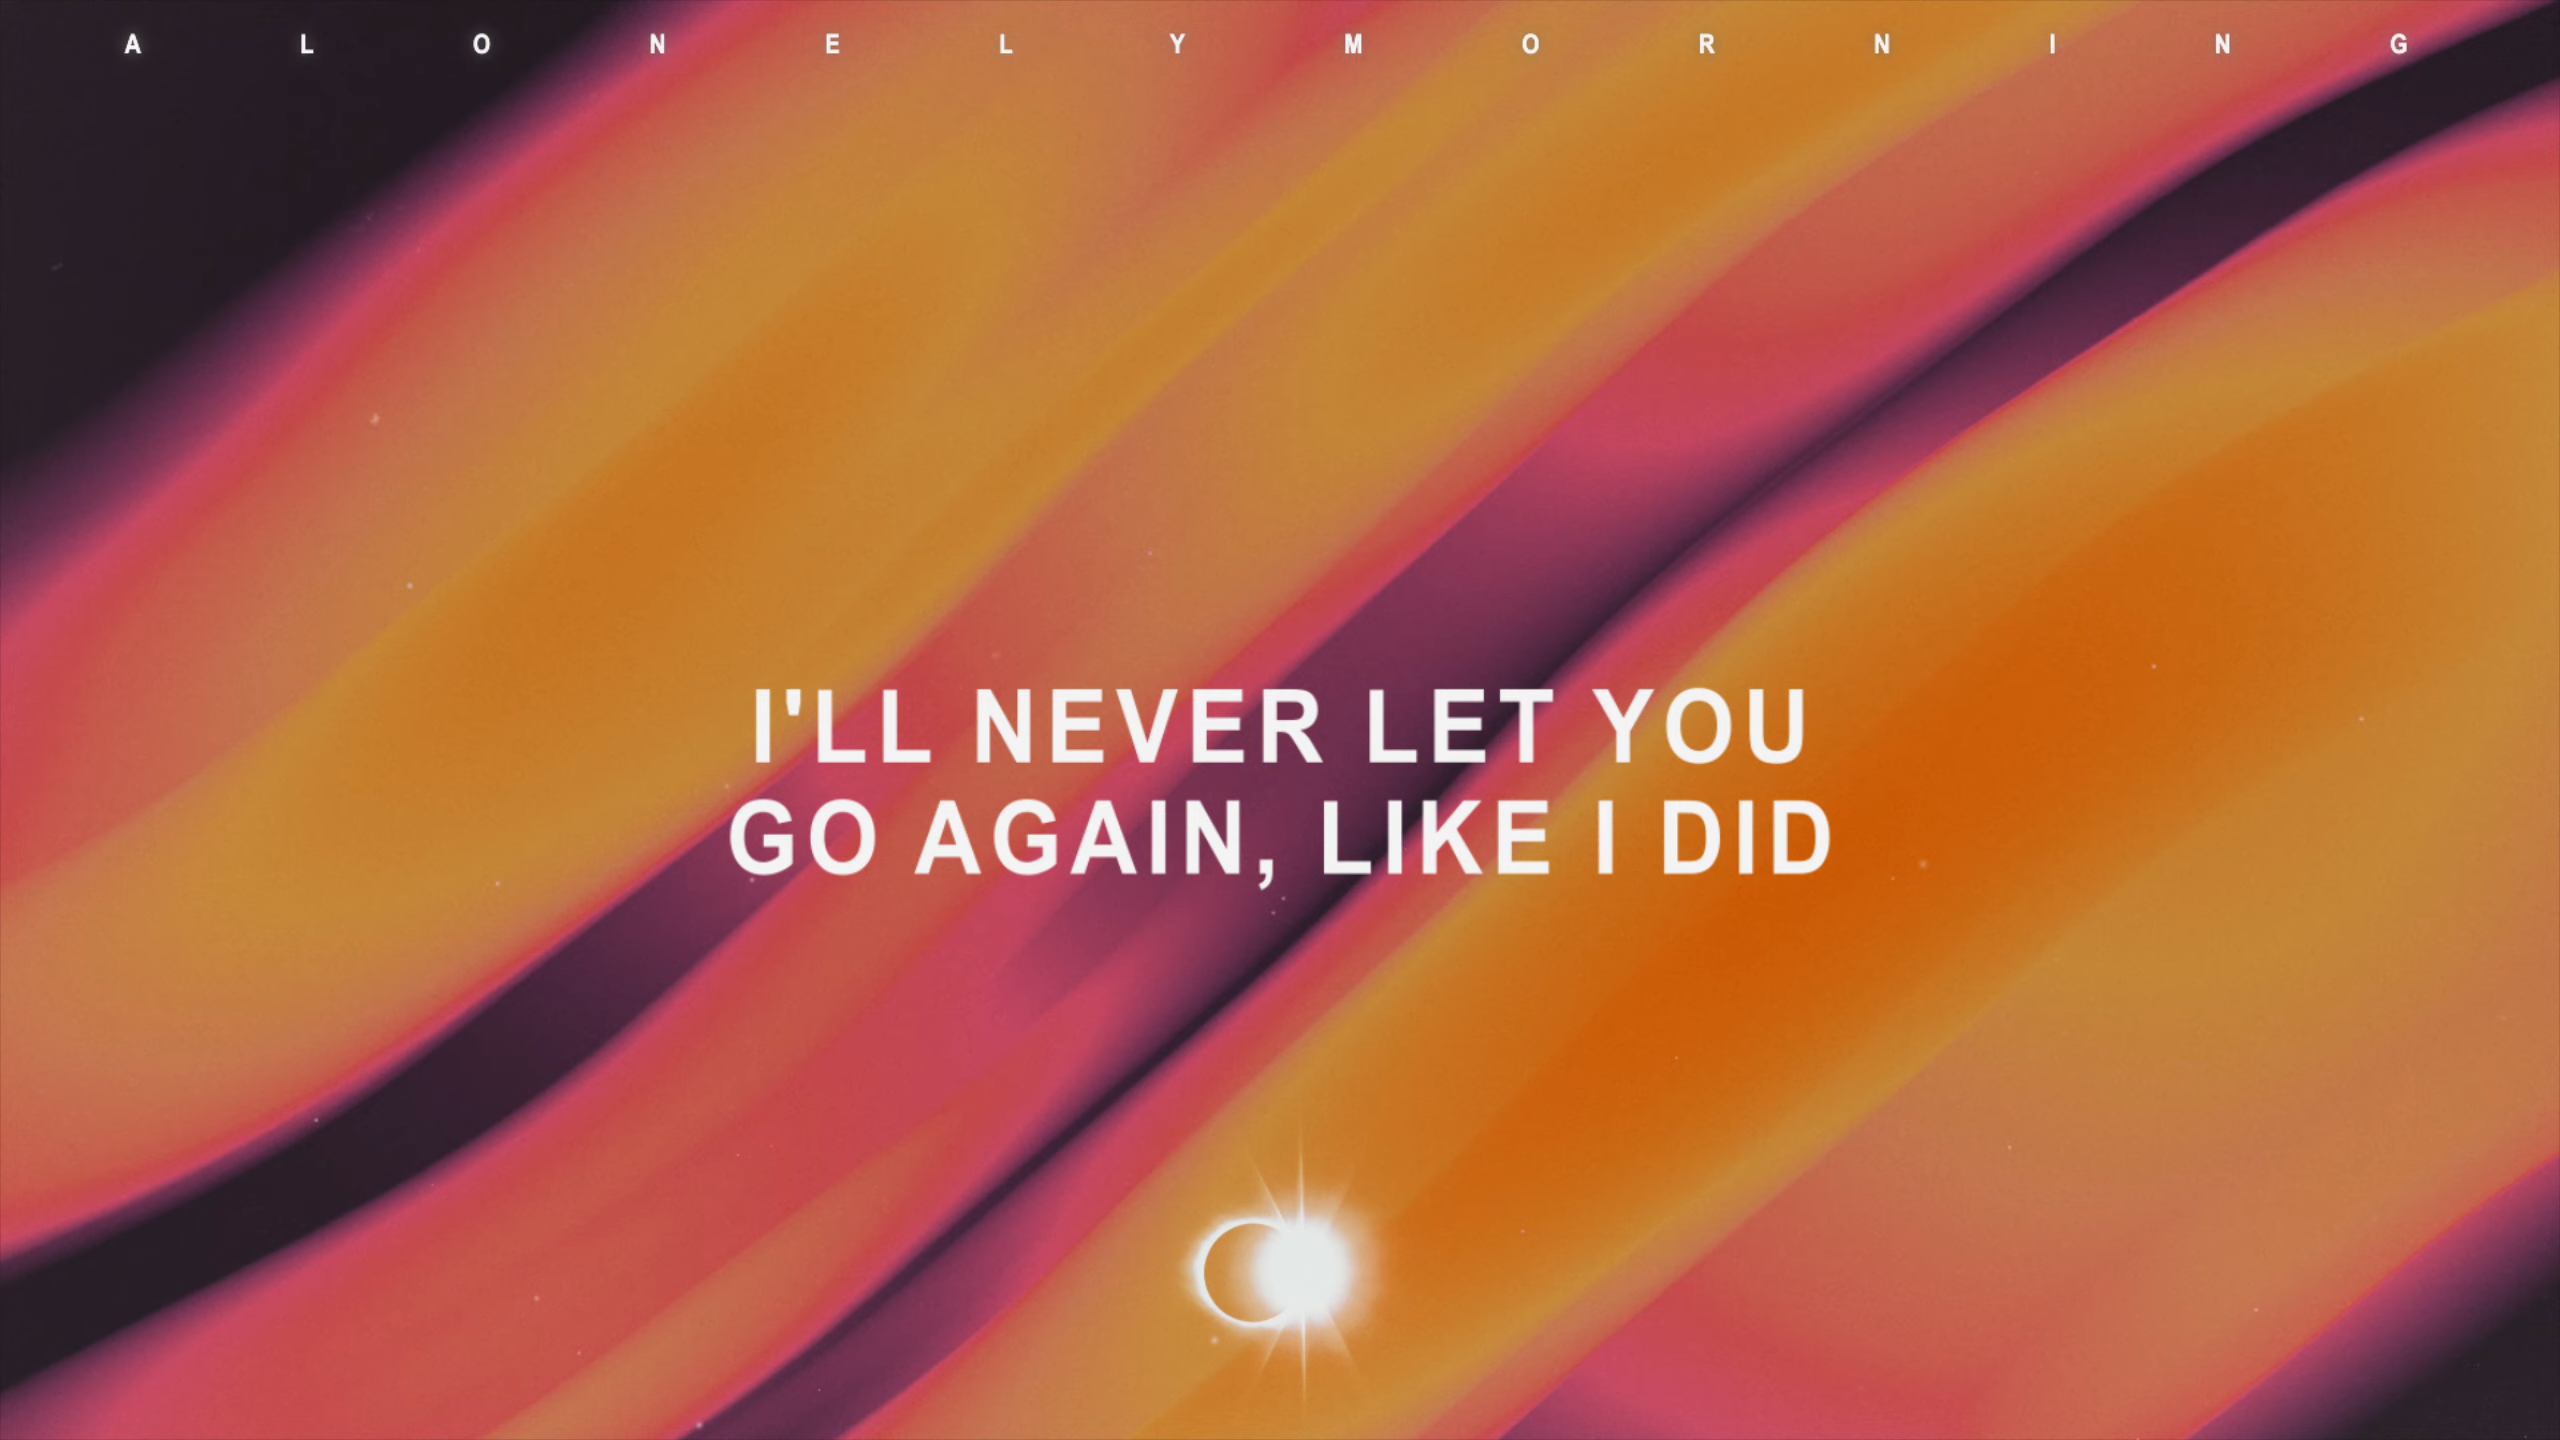 A L O N E L Y M O R N I N G
I'LL NEVER LET YOU
GO AGAIN, LIKE I DID